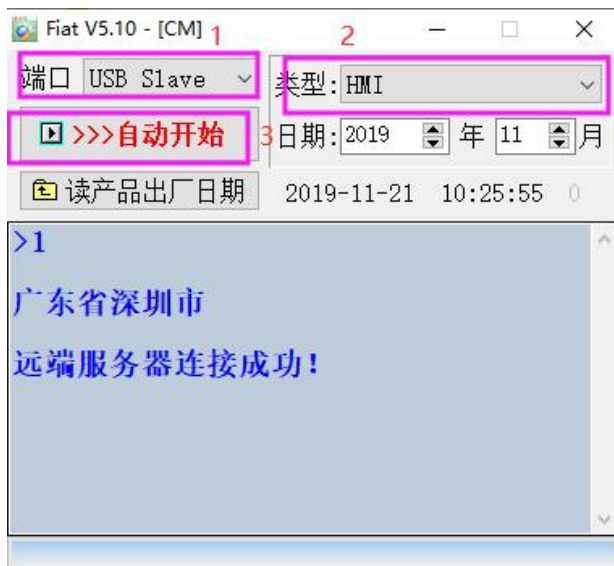 Fiat V5.10 - [CM] 1
2
端口 USB Slave
类型: HMI
>>>自动开始 3
日期: 2019 年 11 月
读产品出厂日期 2019-11-21 10:25:55 0
>1
广东省深圳市
远端服务器连接成功!